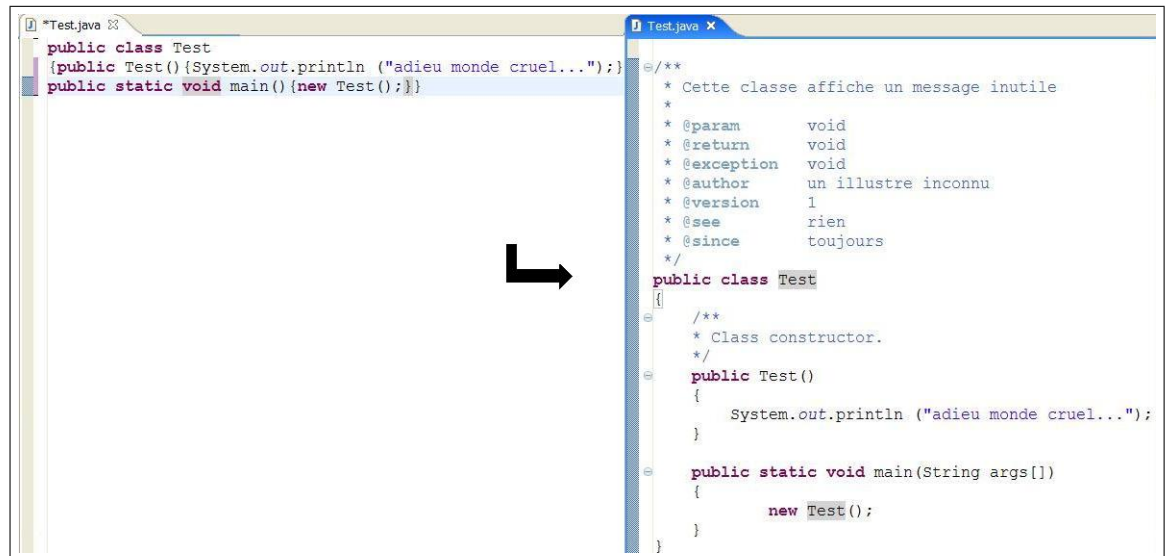 *Test.java
public class Test
{public Test(){System.out.println ("adieu monde cruel...");}
public static void main(){new Test();}}
Test.java
/**
* Cette classe affiche un message inutile
*
* @param void
* @return void
* @exception void
* @author un illustre inconnu
* @version 1
* @see rien
* @since toujours
*/
public class Test
{
/**
* Class constructor.
*/
public Test()
{
System.out.println ("adieu monde cruel...");
}
public static void main(String args[])
{
new Test();
}
}